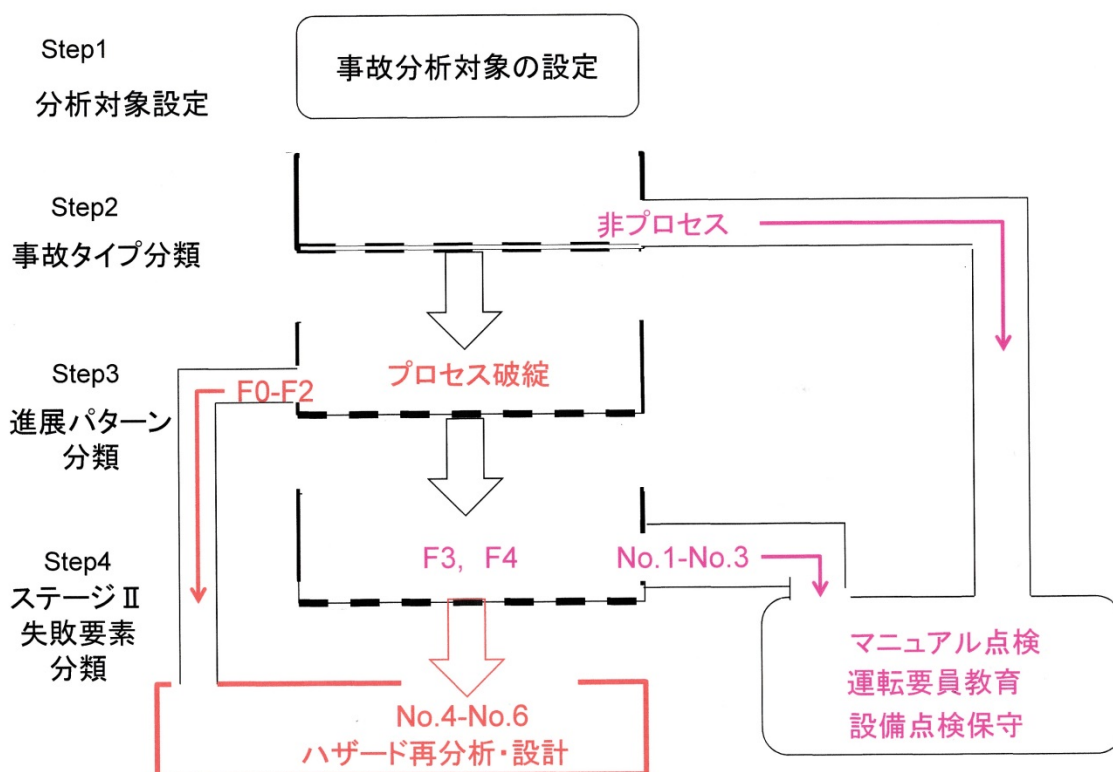 Step1
分析対象設定
事故分析対象の設定
Step2
事故タイプ分類
非プロセス
Step3
進展パターン
分類
プロセス破綻
F0-F2
Step4
ステージⅡ
失敗要素
分類
F3, F4
No.1-No.3
マニュアル点検
運転要員教育
設備点検保守
No.4-No.6
ハザード再分析・設計